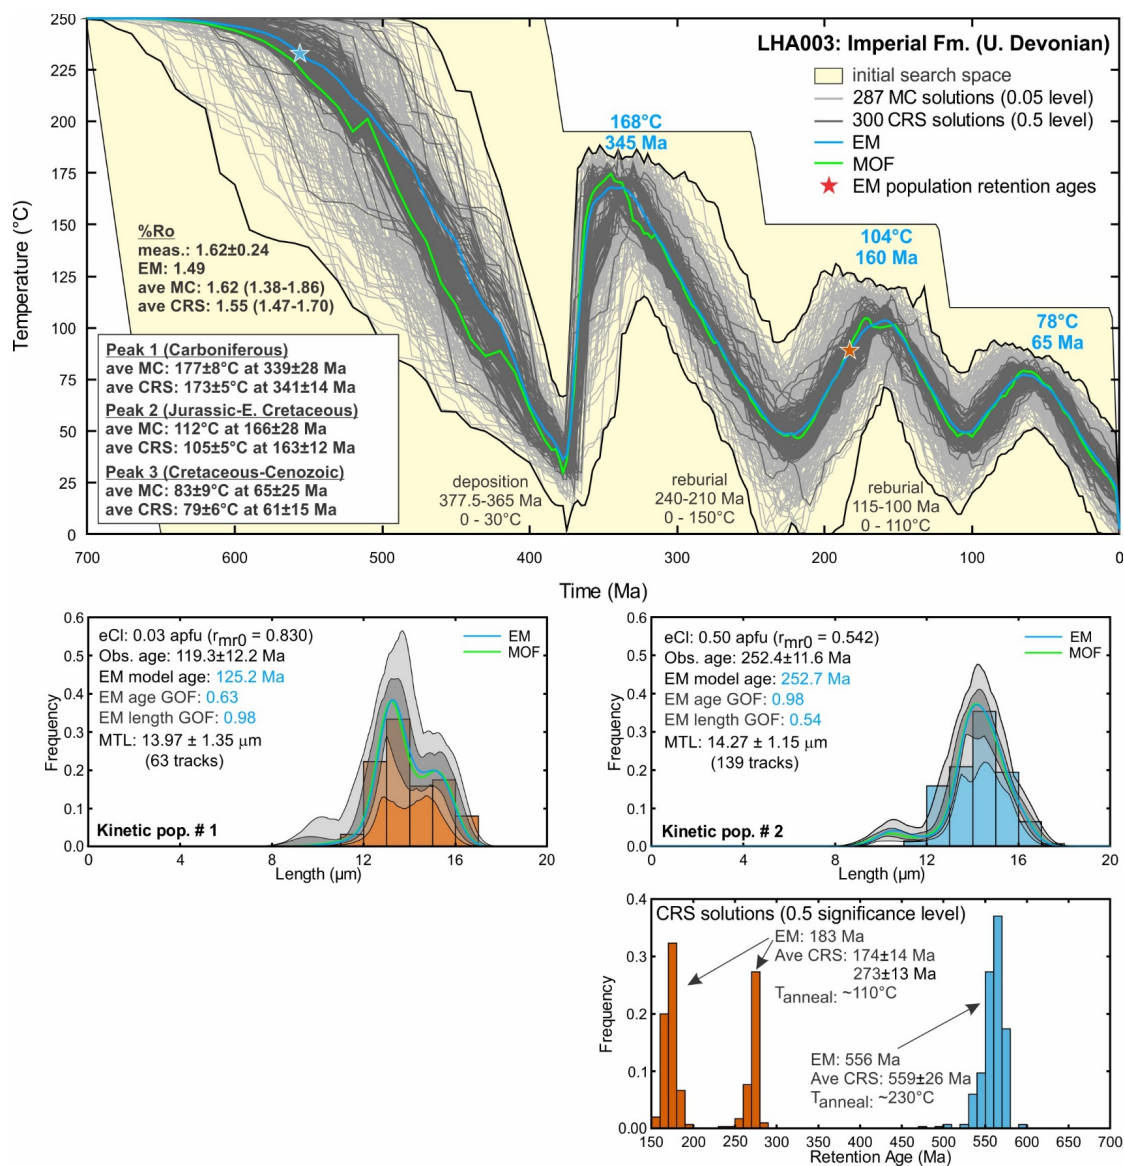 LHA003: Imperial Fm. (U. Devonian)
initial search space
287 MC solutions (0.05 level)
300 CRS solutions (0.5 level)
EM
MOF
EM population retention ages
168°C
345 Ma
104°C
160 Ma
78°C
65 Ma
%Ro
meas.: 1.62±0.24
EM: 1.49
ave MC: 1.62 (1.38-1.86)
ave CRS: 1.55 (1.47-1.70)
Peak 1 (Carboniferous)
ave MC: 177±8°C at 339±28 Ma
ave CRS: 173±5°C at 341±14 Ma
Peak 2 (Jurassic-E. Cretaceous)
ave MC: 112°C at 166±28 Ma
ave CRS: 105±5°C at 163±12 Ma
Peak 3 (Cretaceous-Cenozoic)
ave MC: 83±9°C at 65±25 Ma
ave CRS: 79±6°C at 61±15 Ma
deposition
377.5-365 Ma
0 - 30°C
reburial
240-210 Ma
0 - 150°C
reburial
115-100 Ma
0 - 110°C
Temperature (°C)
250
225
200
175
150
125
100
75
50
25
0
700 600 500 400 300 200 100 0
Time (Ma)
eCl: 0.03 apfu (rmr0 = 0.830)
Obs. age: 119.3±12.2 Ma
EM model age: 125.2 Ma
EM age GOF: 0.63
EM length GOF: 0.98
MTL: 13.97 ± 1.35 μm
(63 tracks)
EM
MOF
Kinetic pop. # 1
Frequency
0.6
0.5
0.4
0.3
0.2
0.1
0.0
0 4 8 12 16 20
Length (μm)
eCl: 0.50 apfu (rmr0 = 0.542)
Obs. age: 252.4±11.6 Ma
EM model age: 252.7 Ma
EM age GOF: 0.98
EM length GOF: 0.54
MTL: 14.27 ± 1.15 μm
(139 tracks)
EM
MOF
Kinetic pop. # 2
Frequency
0.6
0.5
0.4
0.3
0.2
0.1
0.0
0 4 8 12 16 20
Length (μm)
CRS solutions (0.5 significance level)
EM: 183 Ma
Ave CRS: 174±14 Ma
273±13 Ma
Tanneal: ~110°C
EM: 556 Ma
Ave CRS: 559±26 Ma
Tanneal: ~230°C
Frequency
0.4
0.3
0.2
0.1
0.00
150 200 250 300 350 400 450 500 550 600 650 700
Retention Age (Ma)